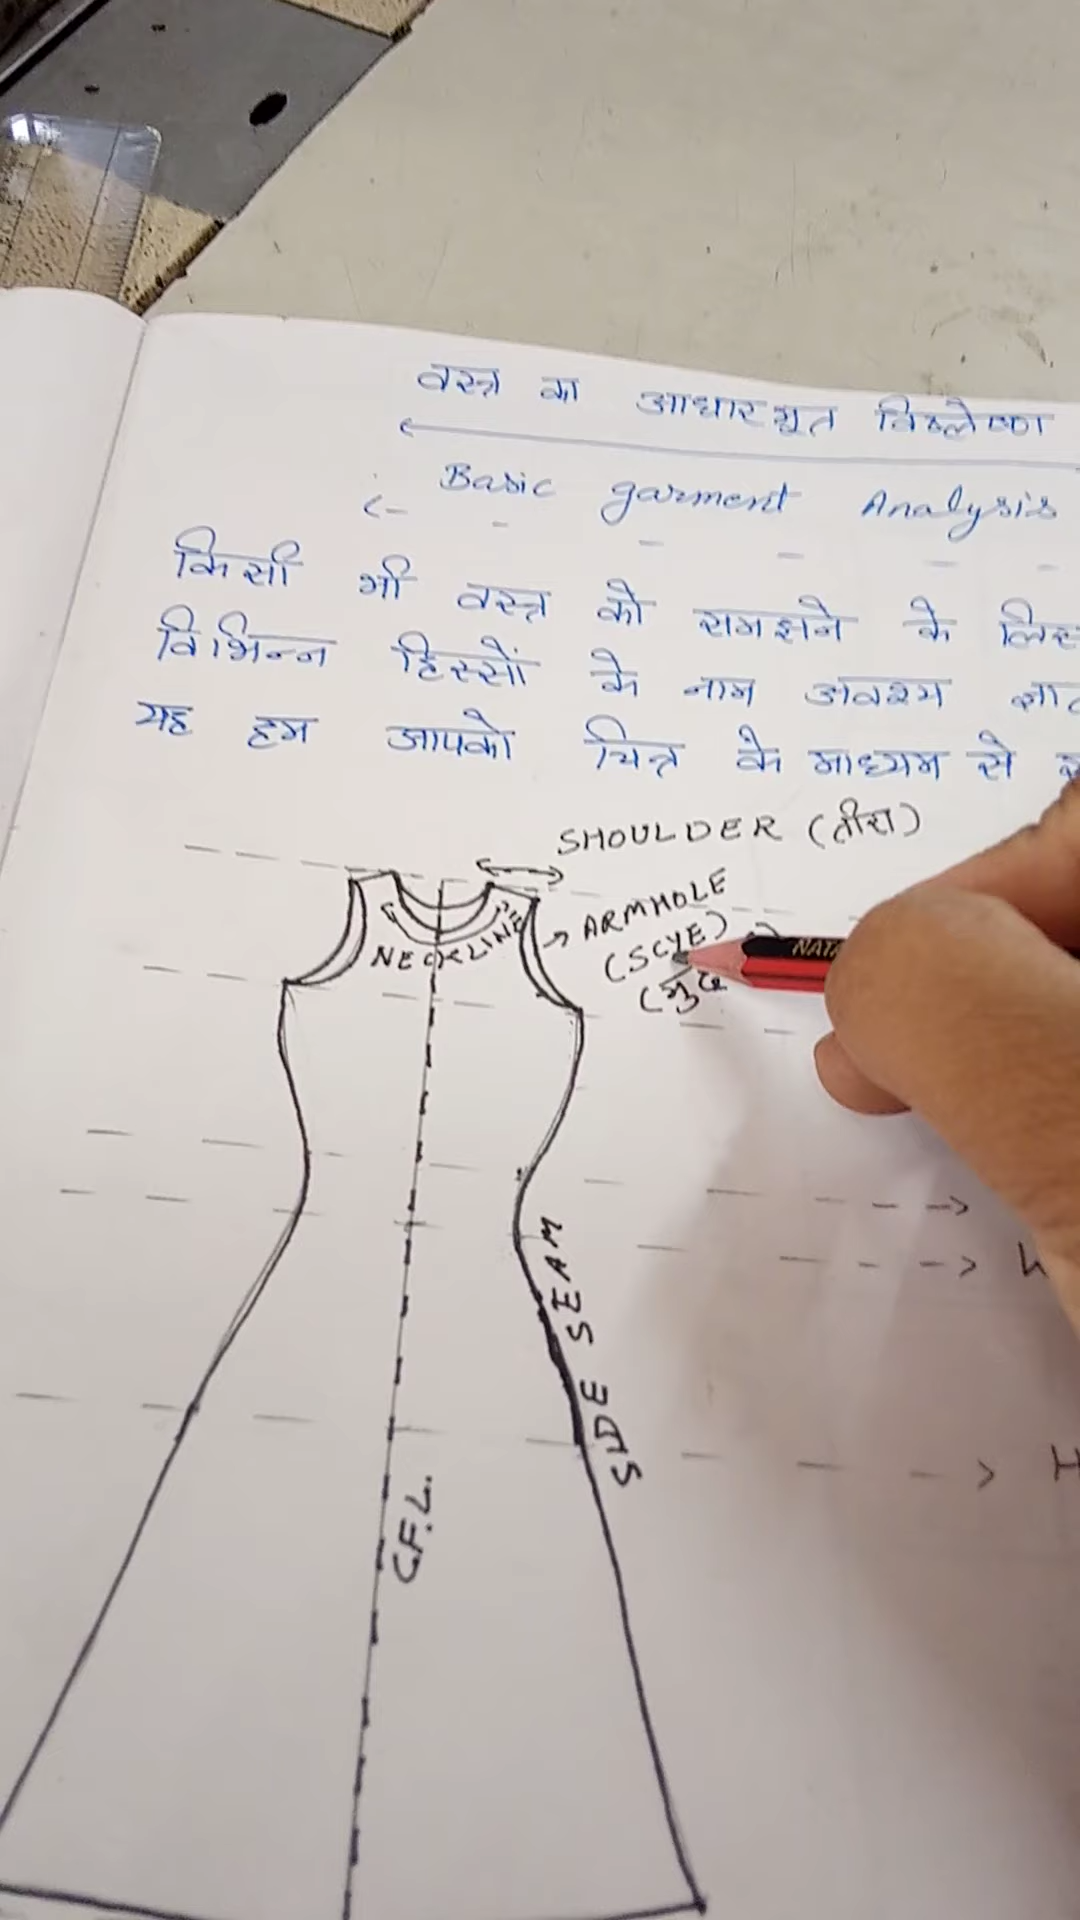 वस्त्र का आधारभूत विश्लेष्ण
Basic garment Analysis
किसी भी वस्त्र को समझने के
विभिन्न हिस्सों के नाम अवश्य
यह हम आपको चित्र के माध्यम से
SHOULDER (तीरा)
ARMHOLE
(SCYE)
NECKLINE
SIDE SEAM
C.F.L.
NATA